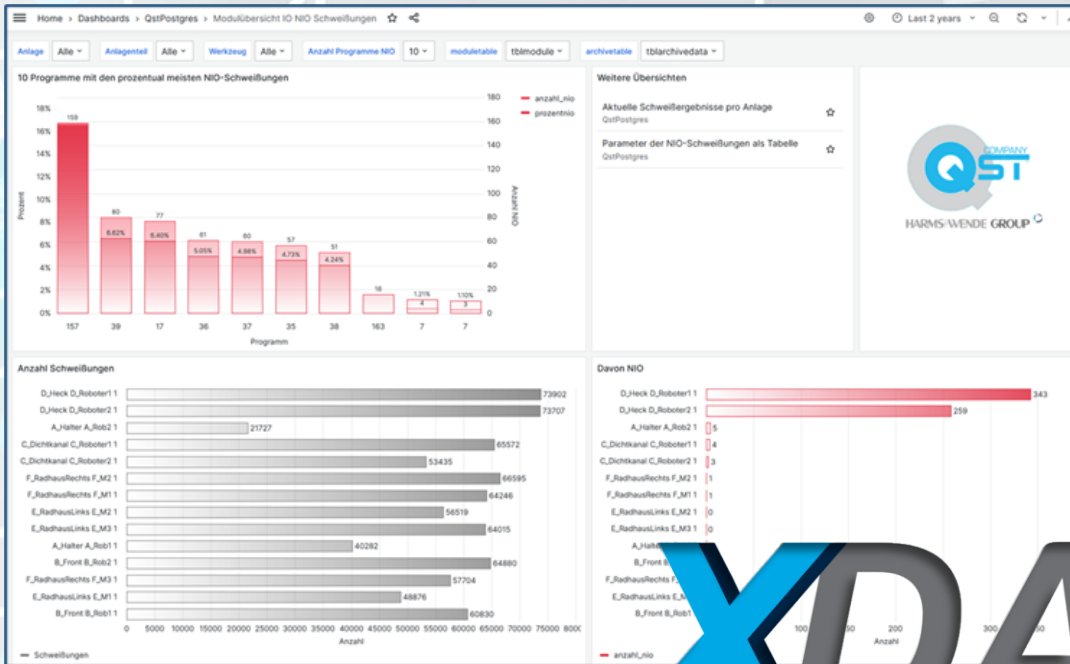 Home › Dashboards › QstPostgres › Modulübersicht IO NIO Schweißungen
Last 2 years
Anlage Alle Anlagenteil Alle Werkzeug Alle Anzahl Programme NIO 10 moduletable tblmodule archivetable tblarchivedata
10 Programme mit den prozentual meisten NIO-Schweißungen
18%
16%
14%
12%
10%
8%
6%
4%
2%
0%
Prozent
159
80
6.62%
77
6.40%
61
5.05%
60
4.98%
57
4.73%
51
4.24%
16
1.21%
4
1.10%
3
180
160
140
120
100
80
60
40
20
0
Anzahl NIO
157 39 17 36 37 35 38 163 7 7
Programm
anzahl_nio
prozentnio
Weitere Übersichten
Aktuelle Schweißergebnisse pro Anlage
QstPostgres
Parameter der NIO-Schweißungen als Tabelle
QstPostgres
COMPANY
QST
HARMS+WENDE GROUP
Anzahl Schweißungen
D_Heck D_Roboter1 1 73902
D_Heck D_Roboter2 1 73707
A_Halter A_Rob2 1 21727
C_Dichtkanal C_Roboter1 1 65572
C_Dichtkanal C_Roboter2 1 53435
F_RadhausRechts F_M2 1 66595
F_RadhausRechts F_M1 1 64246
E_RadhausLinks E_M2 1 56519
E_RadhausLinks E_M3 1 64015
A_Halter A_Rob1 1 40282
B_Front B_Rob2 1 64880
F_RadhausRechts F_M3 1 57704
E_RadhausLinks E_M1 1 48876
B_Front B_Rob1 1 60830
0 5000 10000 15000 20000 25000 30000 35000 40000 45000 50000 55000 60000 65000 70000 75000 8000
Anzahl
Schweißungen
Davon NIO
D_Heck D_Roboter1 1 343
D_Heck D_Roboter2 1 259
A_Halter A_Rob2 1 5
C_Dichtkanal C_Roboter1 1 4
C_Dichtkanal C_Roboter2 1 3
F_RadhausRechts F_M2 1 1
F_RadhausRechts F_M1 1 1
E_RadhausLinks E_M2 1 0
E_RadhausLinks E_M3 1 0
A_Halte
B_Front B
F_RadhausRechts F_
E_RadhausLinks E_M
B_Front B_Rob1
100 50 200 300 50
Anzahl
anzahl_nio
XDA